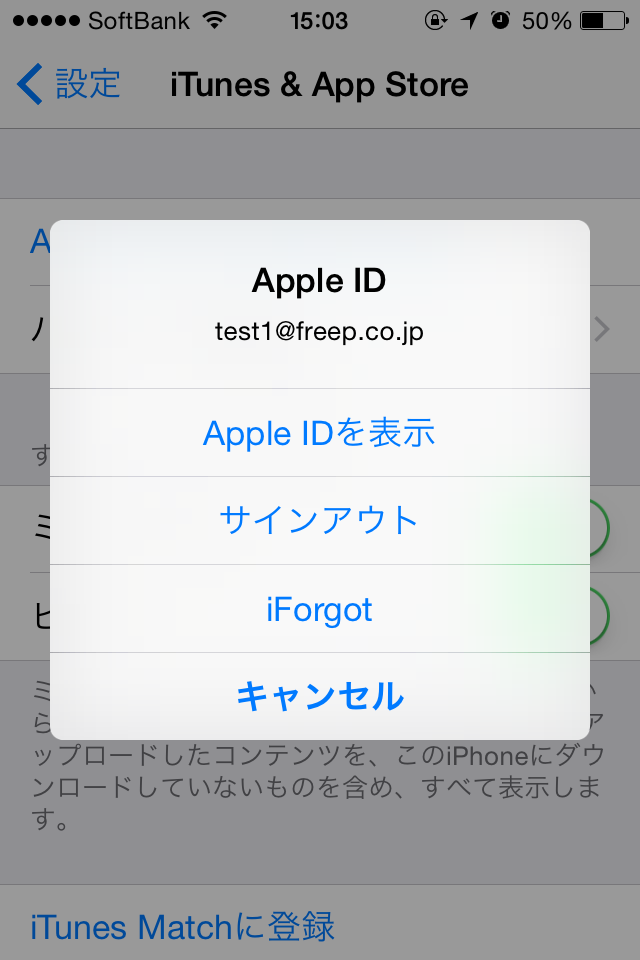 SoftBank 15:03 50%
設定 iTunes & App Store
A
Apple ID
test1@freep.co.jp
Apple IDを表示
す
サインアウト
ミ
iForgot
ビ
キャンセル
ミ か
ら ア
ップロードしたコンテンツを、このiPhoneにダウ
ンロードしていないものを含め、すべて表示しま
す。
iTunes Matchに登録